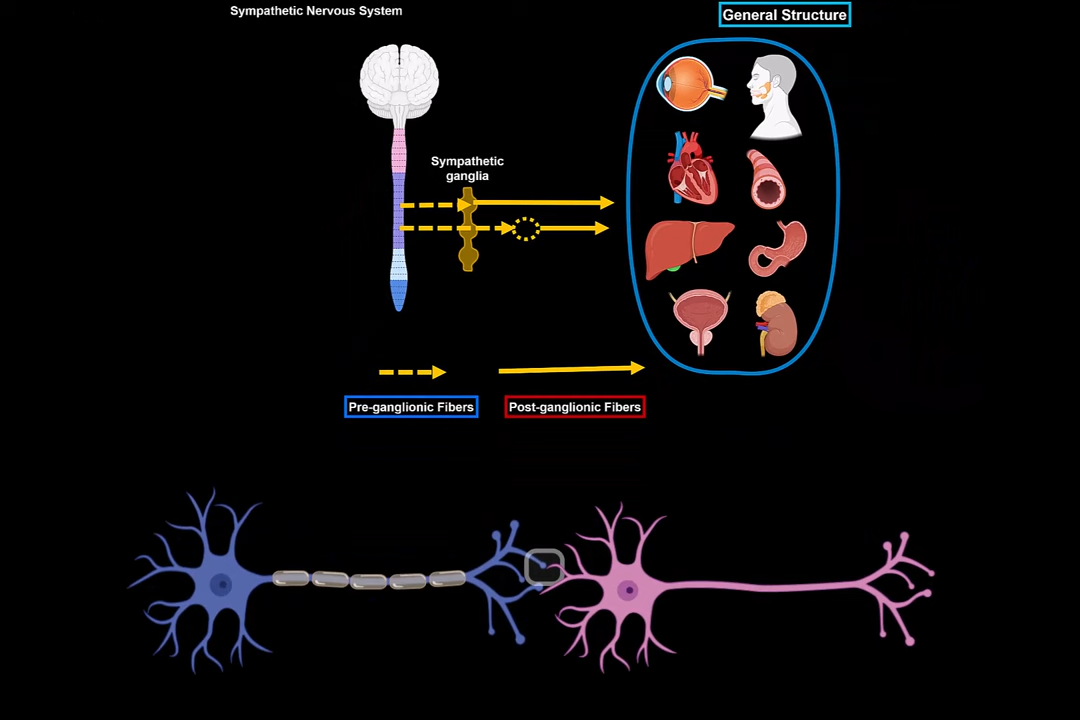 Sympathetic Nervous System
General Structure
Sympathetic
ganglia
Pre-ganglionic Fibers
Post-ganglionic Fibers